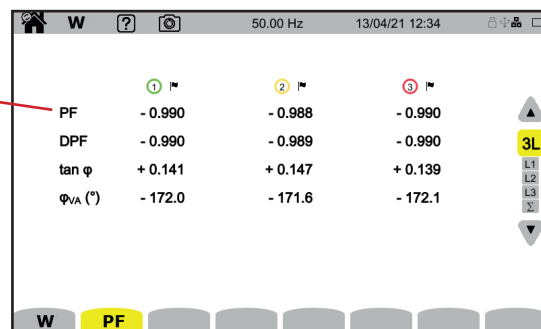 W ? 50.00 Hz 13/04/21 12:34
1 2 3
PF - 0.990 - 0.988 - 0.990
DPF - 0.990 - 0.989 - 0.990
tan φ + 0.141 + 0.147 + 0.139
φVA (°) - 172.0 - 171.6 - 172.1
3L
L1
L2
L3
Σ
W PF